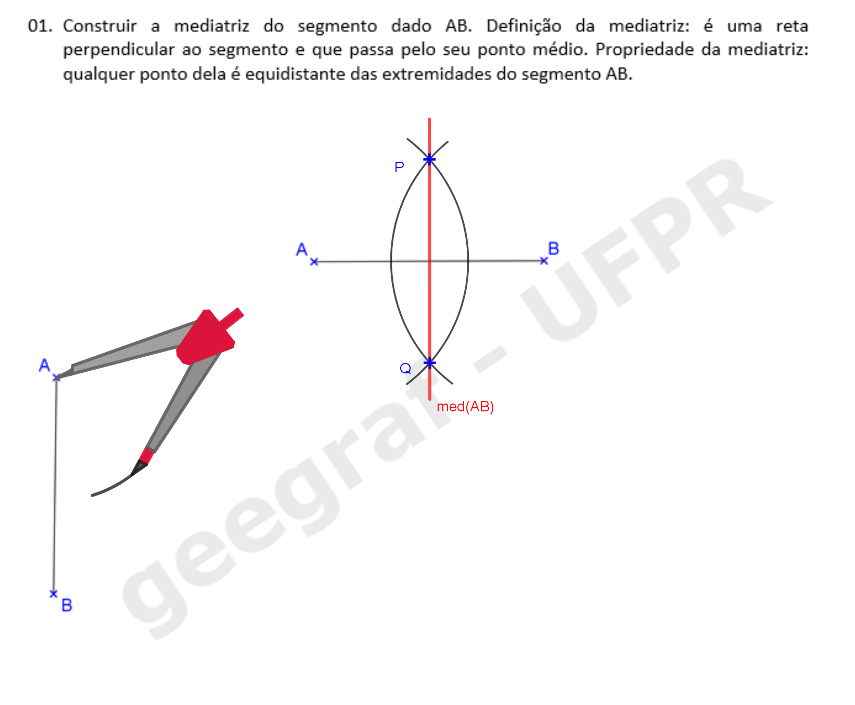 01. Construir a mediatriz do segmento dado AB. Definição da mediatriz: é uma reta
perpendicular ao segmento e que passa pelo seu ponto médio. Propriedade da mediatriz:
qualquer ponto dela é equidistante das extremidades do segmento AB.
P
A
B
A
Q
med(AB)
B
geegraf - UFPR